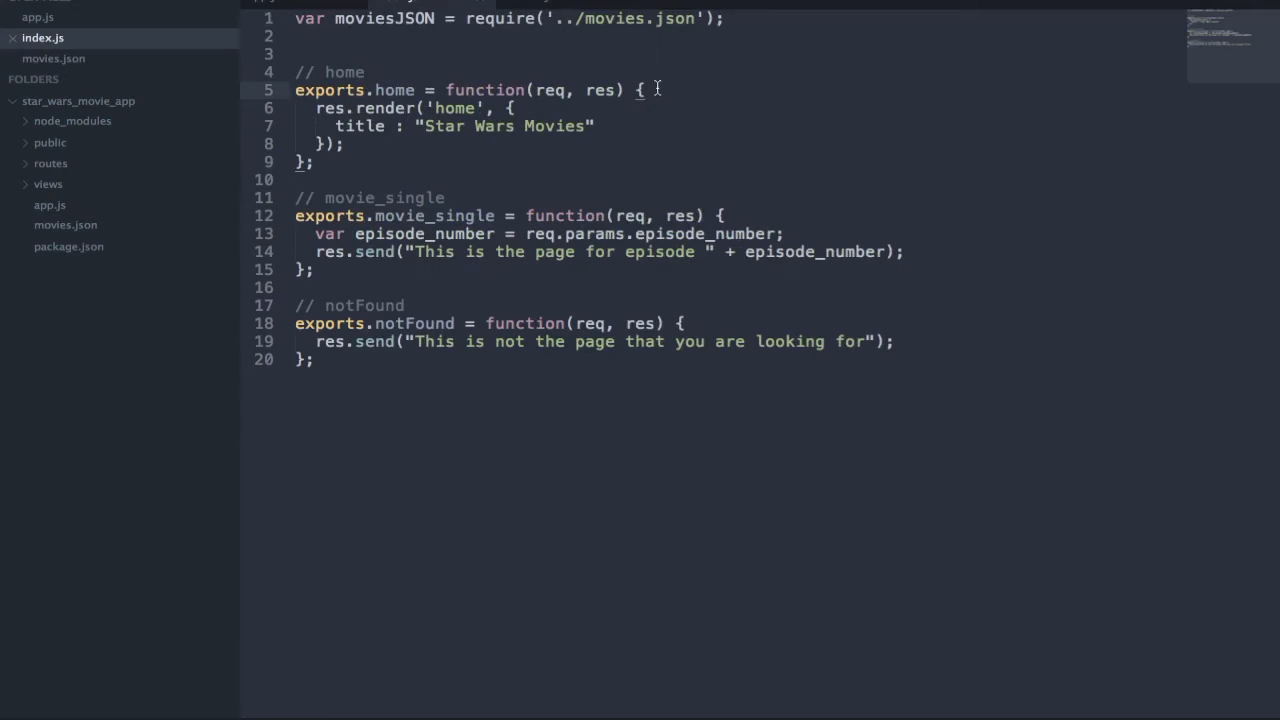 app.js
index.js
movies.json
FOLDERS
star_wars_movie_app
node_modules
public
routes
views
app.js
movies.json
package.json
1 var moviesJSON = require('../movies.json');
2
3
4 // home
5 exports.home = function(req, res) {
6   res.render('home', {
7     title : "Star Wars Movies"
8   });
9 };
10
11 // movie_single
12 exports.movie_single = function(req, res) {
13   var episode_number = req.params.episode_number;
14   res.send("This is the page for episode " + episode_number);
15 };
16
17 // notFound
18 exports.notFound = function(req, res) {
19   res.send("This is not the page that you are looking for");
20 };